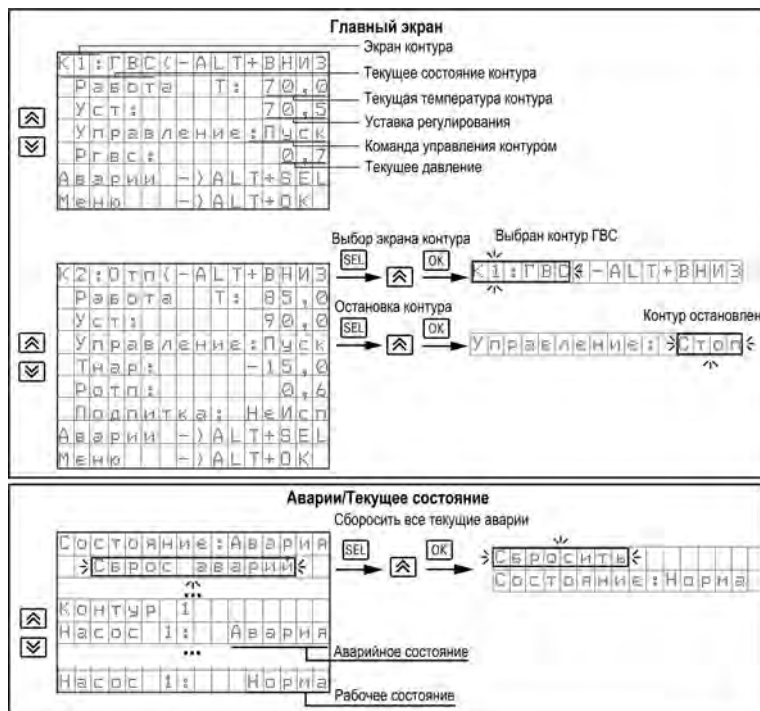 Главный экран
К1:ГВС(-ALT+ВНИЗ
Экран контура
Работа Т: 70,0
Текущее состояние контура
Текущая температура контура
Уст: 70,5
Уставка регулирования
Управление:Пуск
Команда управления контуром
Ргвс: 0,7
Текущее давление
Аварии -)ALT+SEL
Меню -)ALT+OK
Выбор экрана контура
Выбран контур ГВС
SEL
OK
К2:Отп(-ALT+ВНИЗ
К1:ГВС -ALT+ВНИЗ
Работа Т: 85,0
Остановка контура
Уст: 90,0
SEL
OK
Контур остановлен
Управление:Пуск
Управление: Стоп
Тнар: -15,0
Ротп: 0,6
Подпитка: НеИсп
Аварии -)ALT+SEL
Меню -)ALT+OK
Аварии/Текущее состояние
Сбросить все текущие аварии
Состояние:Авария
SEL
OK
Сброс аварий
Сбросить
Состояние:Норма
...
Контур 1
Насос 1: Авария
Аварийное состояние
...
Насос 1: Норма
Рабочее состояние